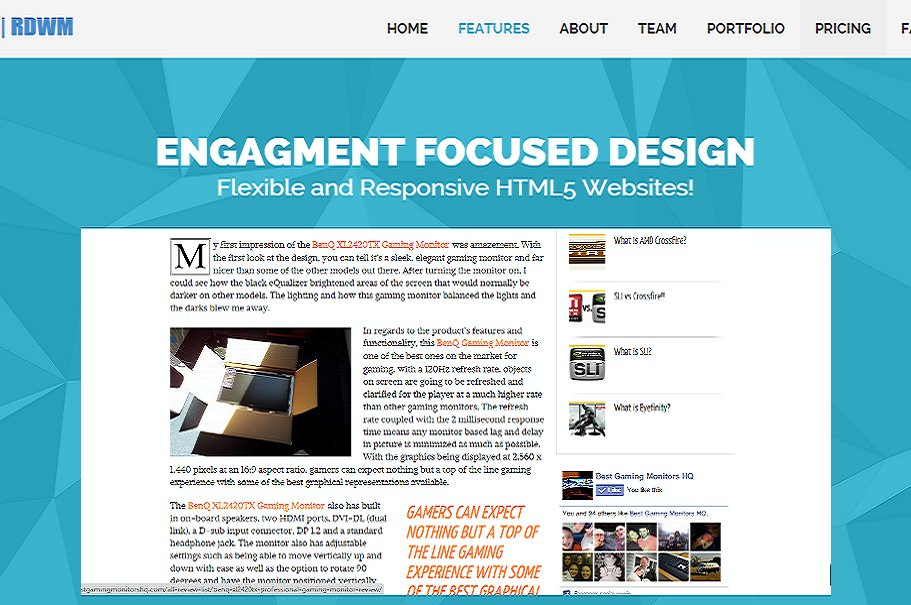 | RDWM
HOME FEATURES ABOUT TEAM PORTFOLIO PRICING FA
ENGAGMENT FOCUSED DESIGN
Flexible and Responsive HTML5 Websites!
My first impression of the BenQ XL2420TX Gaming Monitor was amazement. With
the first look at the design, you can tell it's a sleek, elegant gaming monitor and far
nicer than some of the other models out there. After turning the monitor on, I
could see how the black eQualizer brightened areas of the screen that would normally be
darker on other models. The lighting and how this gaming monitor balanced the lights and
the darks blew me away.
In regards to the product's features and
functionality, this BenQ Gaming Monitor is
one of the best ones on the market for
gaming, with a 120Hz refresh rate, objects
on screen are going to be refreshed and
clarified for the player at a much higher rate
than other gaming monitors. The refresh
rate coupled with the 2 millisecond response
time means any monitor based lag and delay
in picture is minimized as much as possible.
With the graphics being displayed at 2,560 x
1,440 pixels at an 16:9 aspect ratio, gamers can expect nothing but a top of the line gaming
experience with some of the best graphical representations available.
The BenQ XL2420TX Gaming Monitor also has built
in on-board speakers, two HDMI ports, DVI-DL (dual
link), a D-sub input connector, DP 1.2 and a standard
headphone jack. The monitor also has adjustable
settings such as being able to move vertically up and
down with ease as well as the option to rotate 90
degrees and have the monitor positioned vertically
GAMERS CAN EXPECT
NOTHING BUT A TOP OF
THE LINE GAMING
EXPERIENCE WITH SOME
OF THE BEST GRAPHICAL
stgamingmonitorshq.com/all-review-list/benq-xl2420tx-professional-gaming-monitor-review/
What is AMD CrossFire?
SLI vs Crossfire
VS.
What is SLI?
SLI
What is Eyefinity?
Best Gaming Monitors HQ
Like You like this.
You and 94 others like Best Gaming Monitors HQ.
Facebook social plugin